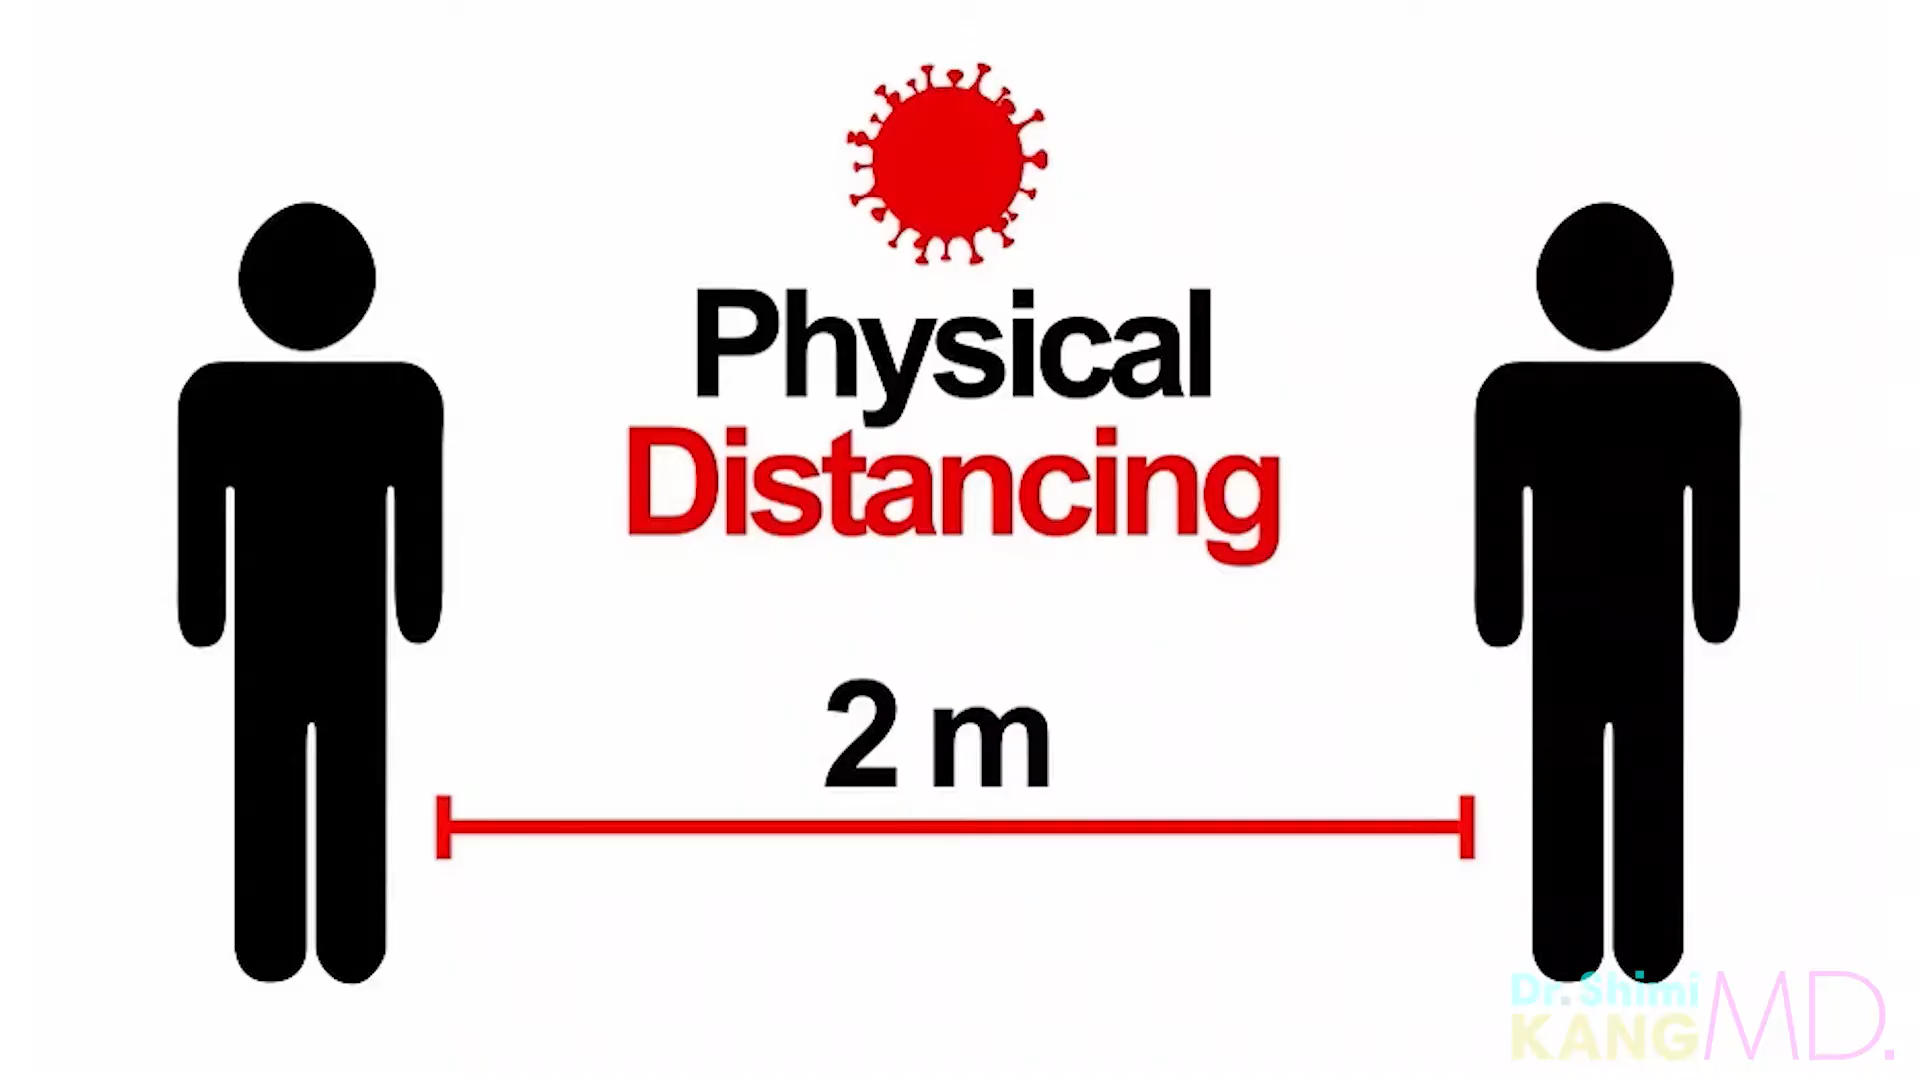 Physical
Distancing
2 m
Dr. Shimi
KANG MD.